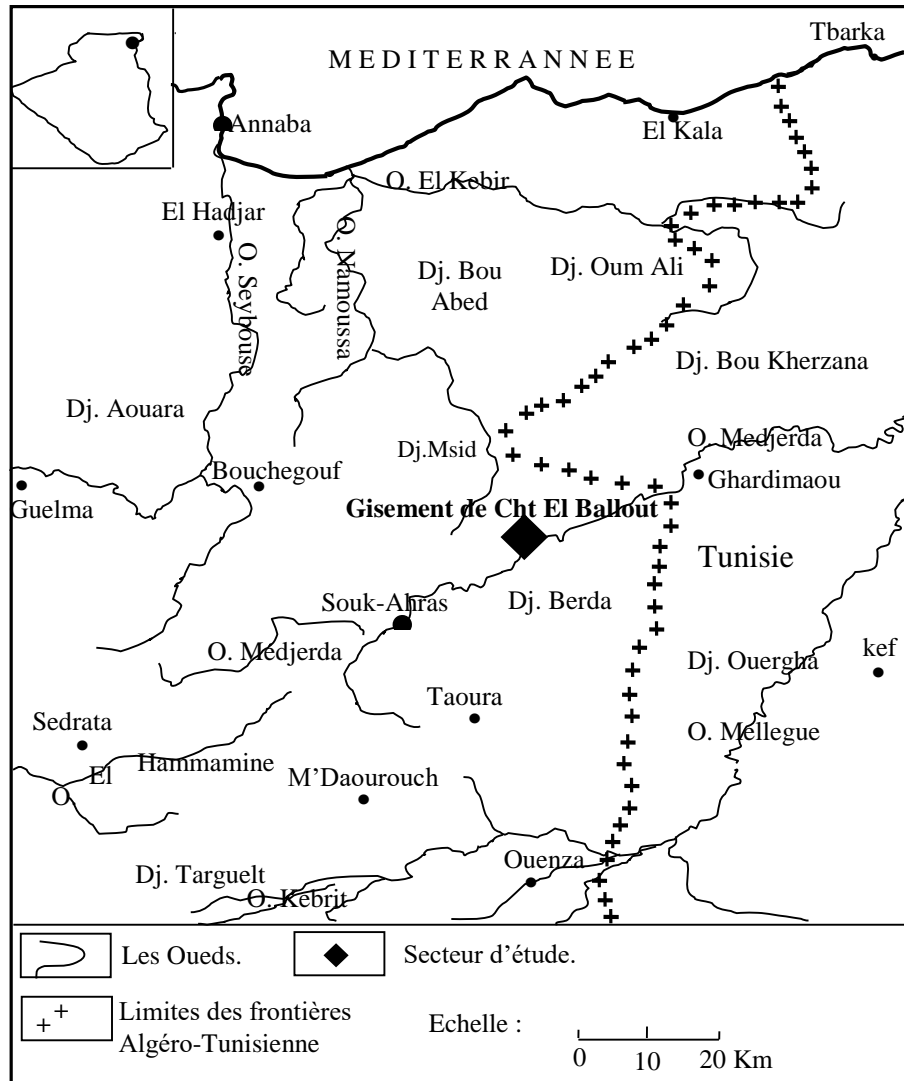 Tbarka
MEDITERRANNEE
Annaba
El Kala
O. El Kebir
El Hadjar
O. Seybouse
O. Namoussa
Dj. Bou
Abed
Dj. Oum Ali
Dj. Bou Kherzana
Dj. Aouara
O. Medjerda
Dj.Msid
Bouchegouf
Ghardimaou
Guelma
Gisement de Cht El Ballout
Tunisie
Souk-Ahras
Dj. Berda
O. Medjerda
Dj. Ouergha
kef
Taoura
Sedrata
O. Mellegue
O. El Hammamine
M'Daourouch
Ouenza
Dj. Targuelt
O. Kebrit
Les Oueds.
Secteur d'étude.
Limites des frontières
Algéro-Tunisienne
Echelle :
0 10 20 Km